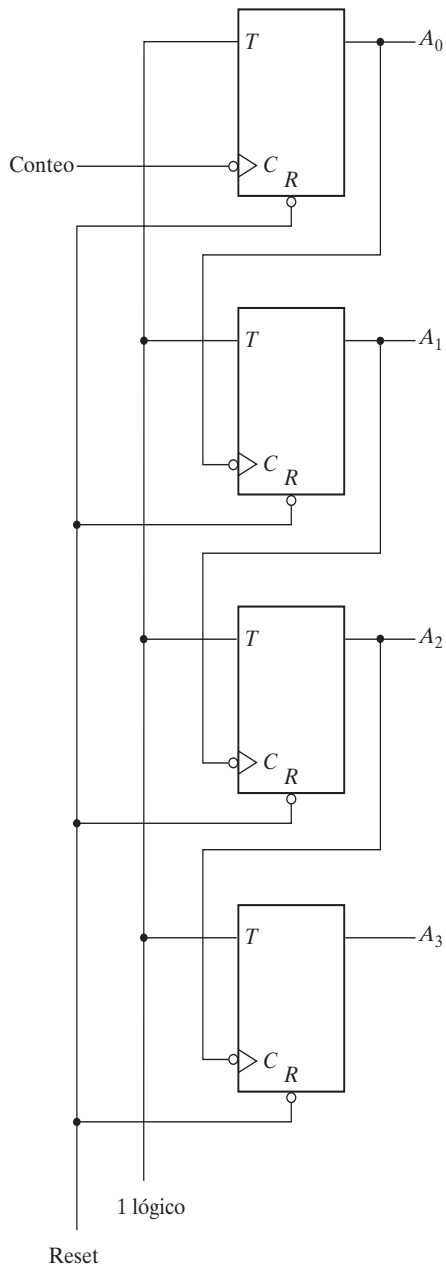 T A₀
Conteo C
R
T A₁
C
R
T A₂
C
R
T A₃
C
R
1 lógico
Reset